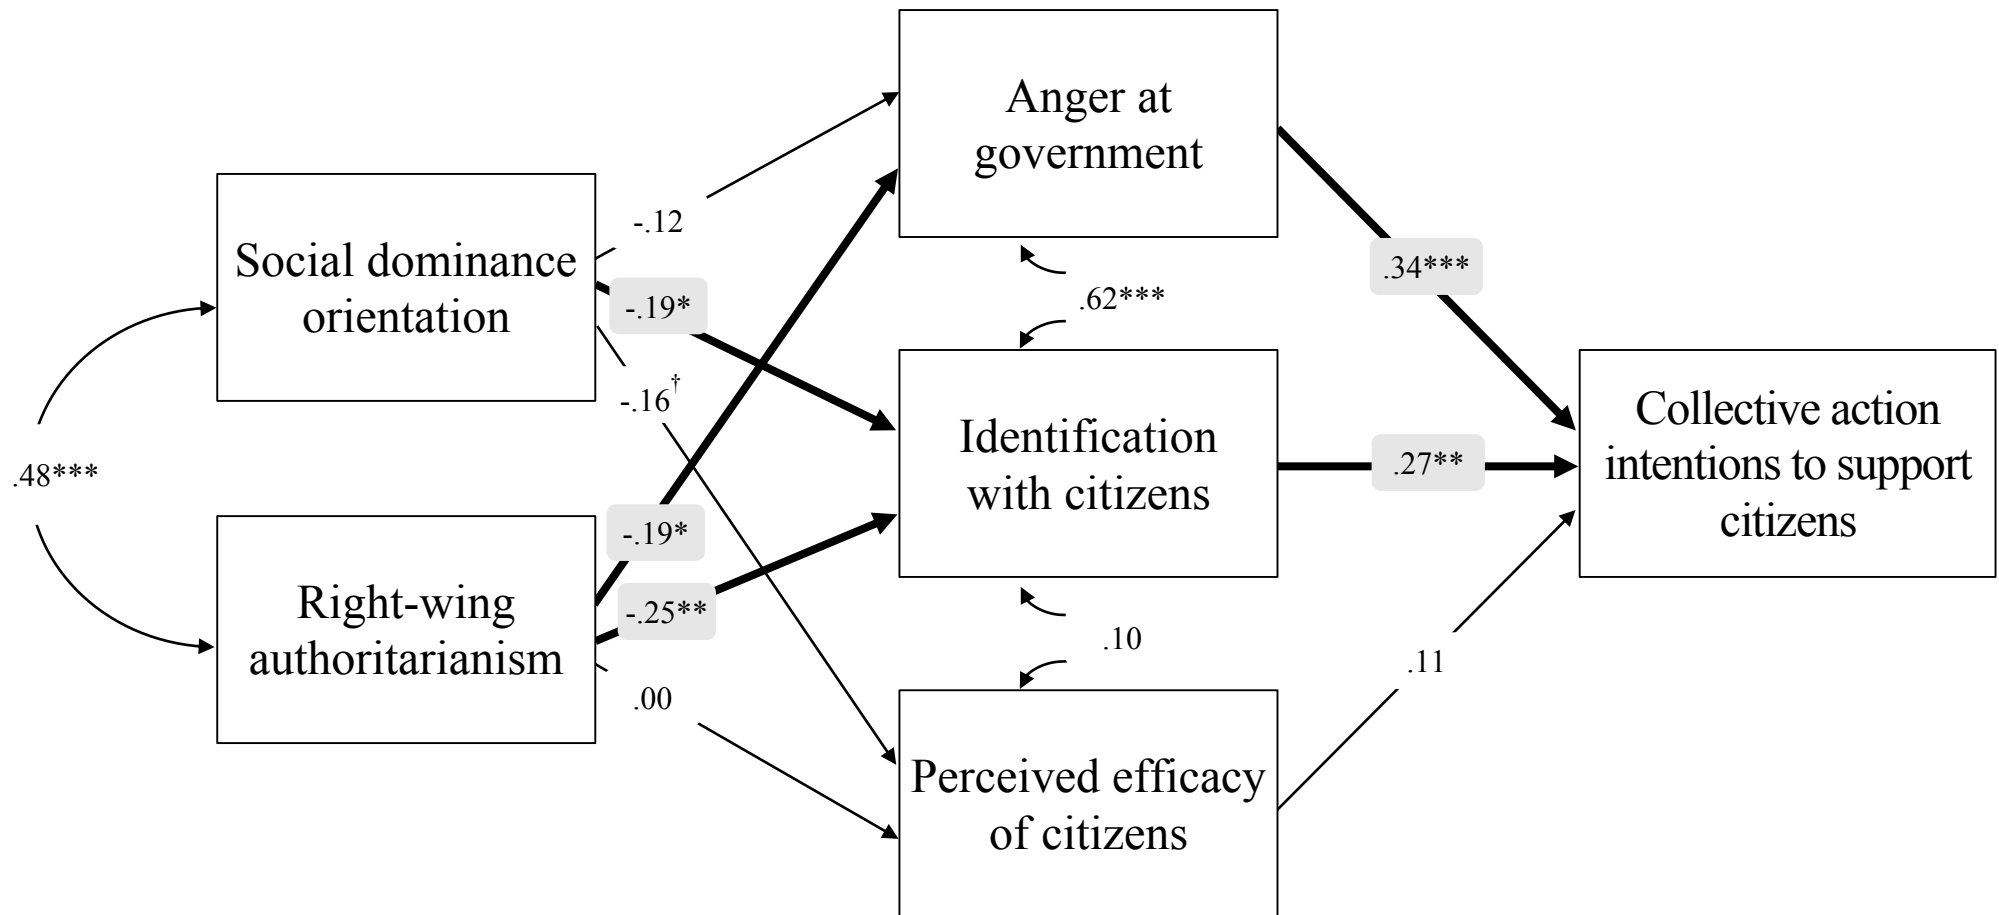 Anger at
government
Social dominance
orientation
-.12
-.19*
-.16†
.62***
.34***
.48***
Identification
with citizens
.27**
Collective action
intentions to support
citizens
Right-wing
authoritarianism
-.19*
-.25**
.00
.10
.11
Perceived efficacy
of citizens